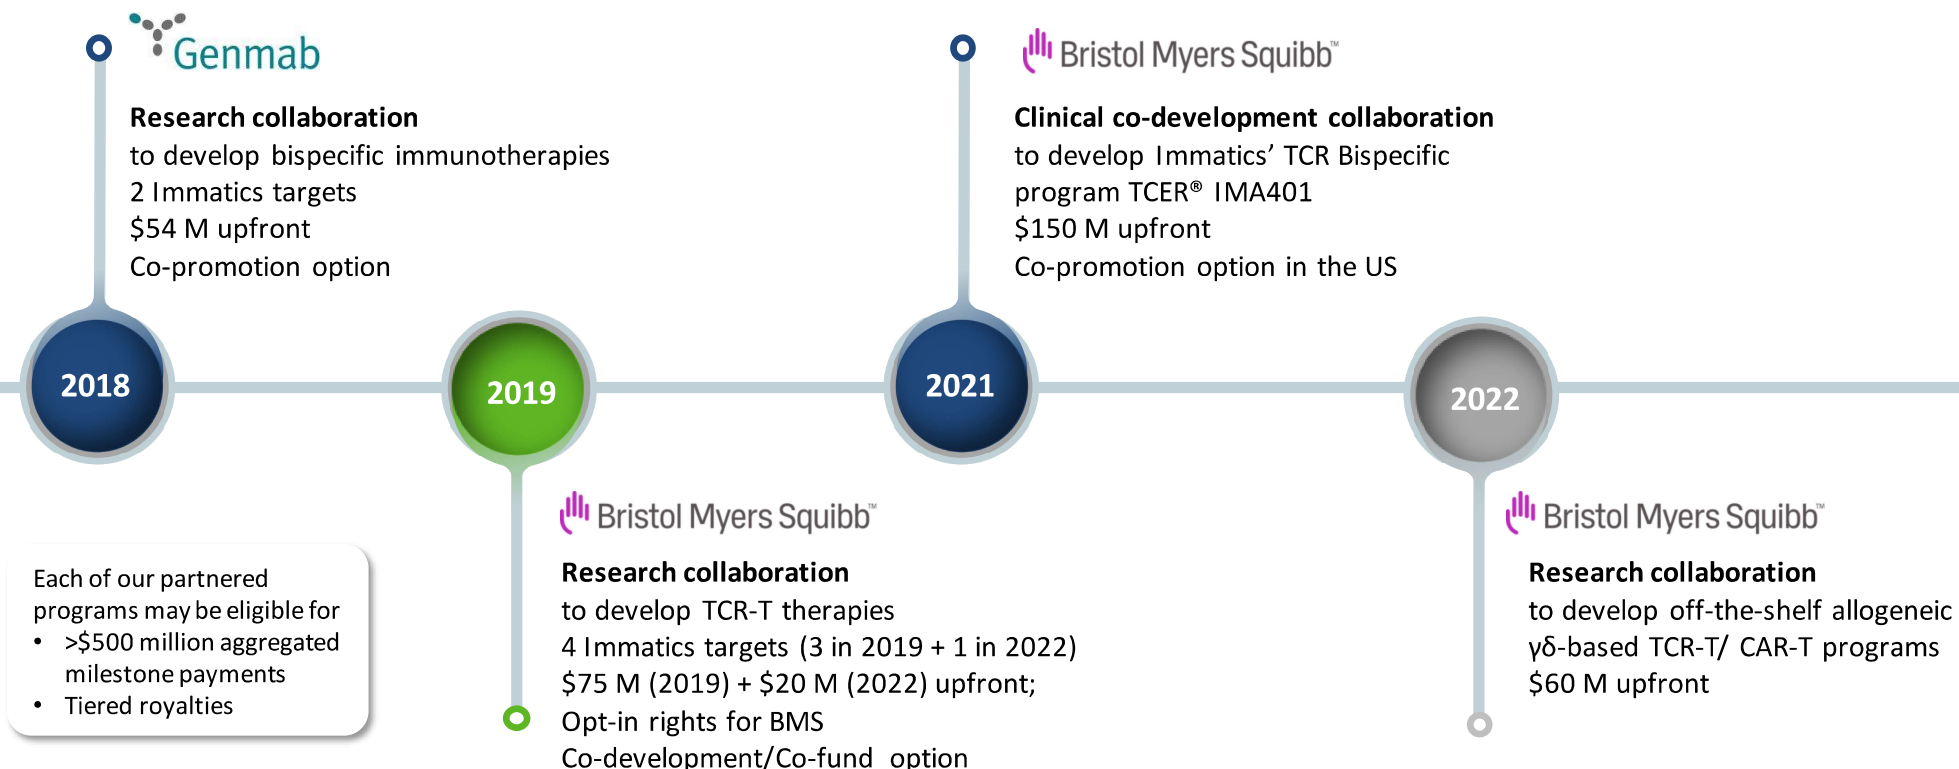 Genmab
Research collaboration
to develop bispecific immunotherapies
2 Immatics targets
$54 M upfront
Co-promotion option
Bristol Myers Squibb™
Clinical co-development collaboration
to develop Immatics’ TCR Bispecific
program TCER® IMA401
$150 M upfront
Co-promotion option in the US
2018
2019
2021
2022
Each of our partnered
programs may be eligible for
• >$500 million aggregated
milestone payments
• Tiered royalties
Bristol Myers Squibb™
Research collaboration
to develop TCR-T therapies
4 Immatics targets (3 in 2019 + 1 in 2022)
$75 M (2019) + $20 M (2022) upfront;
Opt-in rights for BMS
Co-development/Co-fund option
Bristol Myers Squibb™
Research collaboration
to develop off-the-shelf allogeneic
γδ-based TCR-T/ CAR-T programs
$60 M upfront